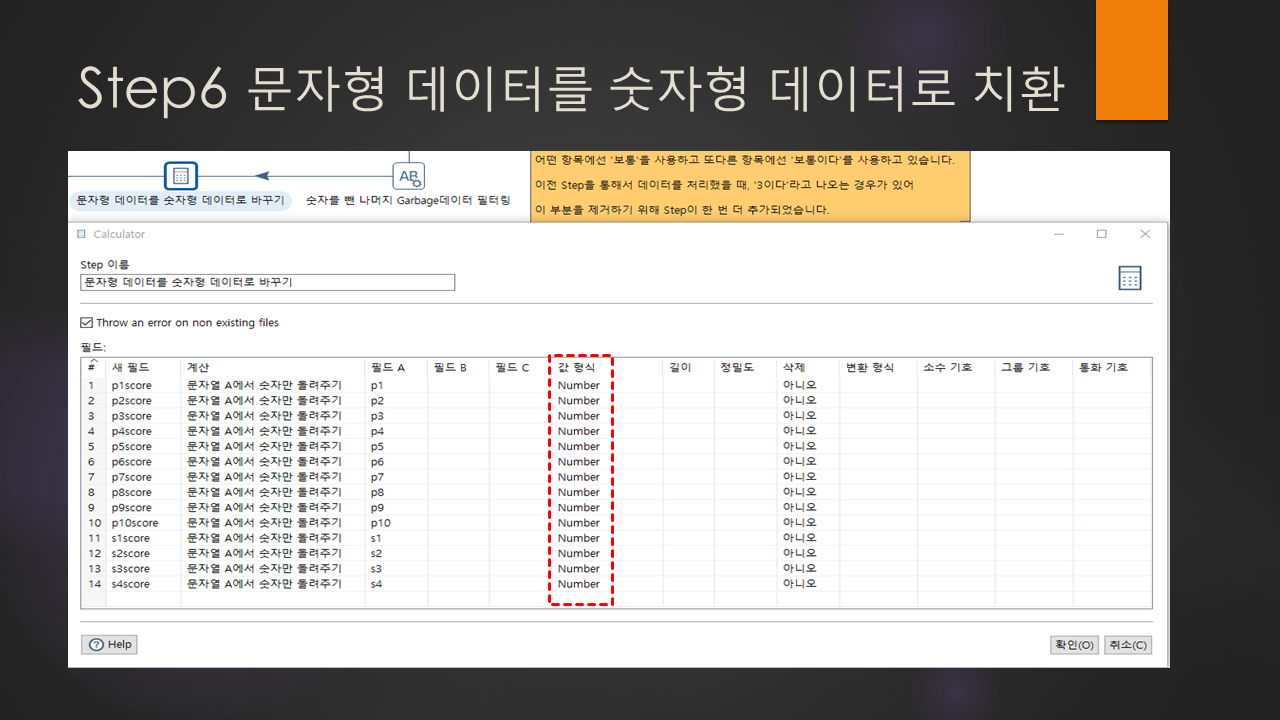 Step6 문자형 데이터를 숫자형 데이터로 치환
어떤 항목에선 '보통'을 사용하고 또다른 항목에선 '보통이다'를 사용하고 있습니다.
이전 Step을 통해서 데이터를 처리했을 때, '3이다'라고 나오는 경우가 있어
이 부분을 제거하기 위해 Step이 한 번 더 추가되었습니다.
AB
문자형 데이터를 숫자형 데이터로 바꾸기 숫자를 뺀 나머지 Garbage데이터 필터링
Calculator
Step 이름
문자형 데이터를 숫자형 데이터로 바꾸기
Throw an error on non existing files
필드:
# 새 필드 계산 필드 A 필드 B 필드 C 값 형식 길이 정밀도 삭제 변환 형식 소수 기호 그룹 기호 통화 기호
1 p1score 문자열 A에서 숫자만 돌려주기 p1 Number 아니오
2 p2score 문자열 A에서 숫자만 돌려주기 p2 Number 아니오
3 p3score 문자열 A에서 숫자만 돌려주기 p3 Number 아니오
4 p4score 문자열 A에서 숫자만 돌려주기 p4 Number 아니오
5 p5score 문자열 A에서 숫자만 돌려주기 p5 Number 아니오
6 p6score 문자열 A에서 숫자만 돌려주기 p6 Number 아니오
7 p7score 문자열 A에서 숫자만 돌려주기 p7 Number 아니오
8 p8score 문자열 A에서 숫자만 돌려주기 p8 Number 아니오
9 p9score 문자열 A에서 숫자만 돌려주기 p9 Number 아니오
10 p10score 문자열 A에서 숫자만 돌려주기 p10 Number 아니오
11 s1score 문자열 A에서 숫자만 돌려주기 s1 Number 아니오
12 s2score 문자열 A에서 숫자만 돌려주기 s2 Number 아니오
13 s3score 문자열 A에서 숫자만 돌려주기 s3 Number 아니오
14 s4score 문자열 A에서 숫자만 돌려주기 s4 Number 아니오
Help 확인(O) 취소(C)